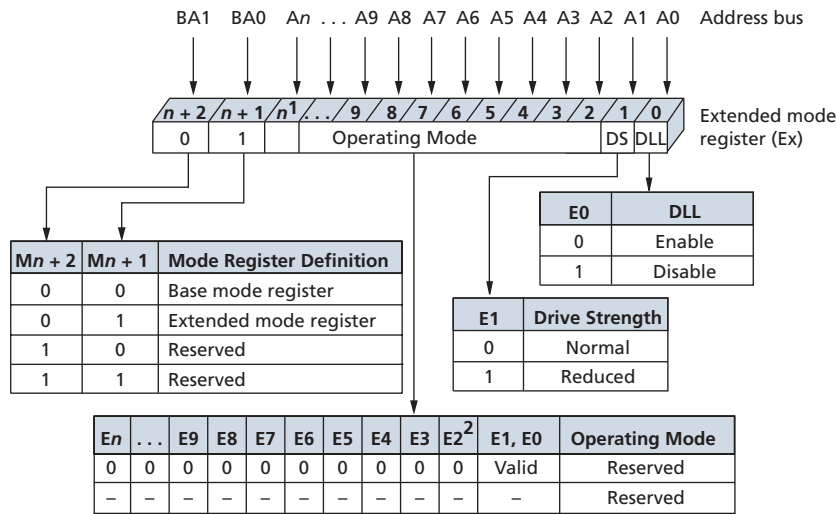 BA1 BA0 An . . . A9 A8 A7 A6 A5 A4 A3 A2 A1 A0 Address bus
n + 2 n + 1 n1 . . . 9 8 7 6 5 4 3 2 1 0
Extended mode
register (Ex)
0 1 Operating Mode DS DLL
E0 DLL
0 Enable
1 Disable
Mn + 2 Mn + 1 Mode Register Definition
0 0 Base mode register
0 1 Extended mode register
1 0 Reserved
1 1 Reserved
E1 Drive Strength
0 Normal
1 Reduced
En . . . E9 E8 E7 E6 E5 E4 E3 E22 E1, E0 Operating Mode
0 0 0 0 0 0 0 0 0 0 Valid Reserved
– – – – – – – – – – – Reserved